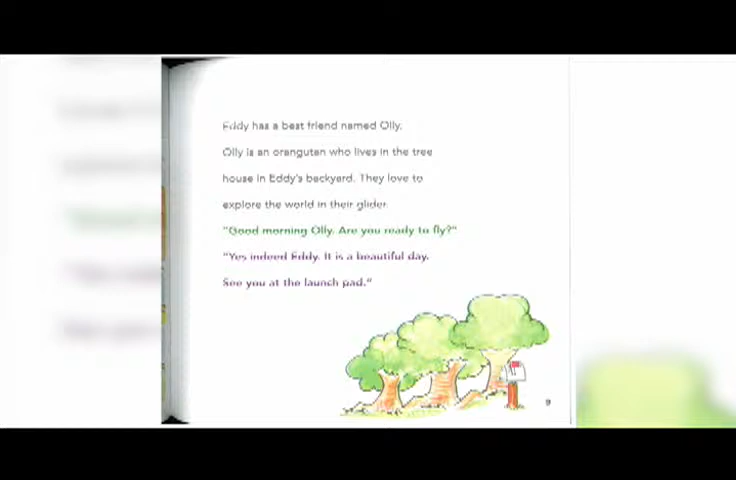 Eddy has a best friend named Olly.
Olly is an orangutan who lives in the tree
house in Eddy's backyard. They love to
explore the world in their glider.
"Good morning Olly. Are you ready to fly?"
"Yes indeed Eddy. It is a beautiful day.
See you at the launch pad."
9